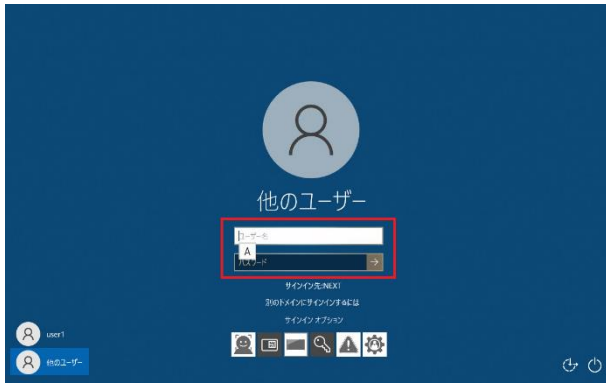 他のユーザー
ユーザー名
A
パスワード
サインイン先:NEXT
別のドメインにサインインするには
サインイン オプション
user1
他のユーザー